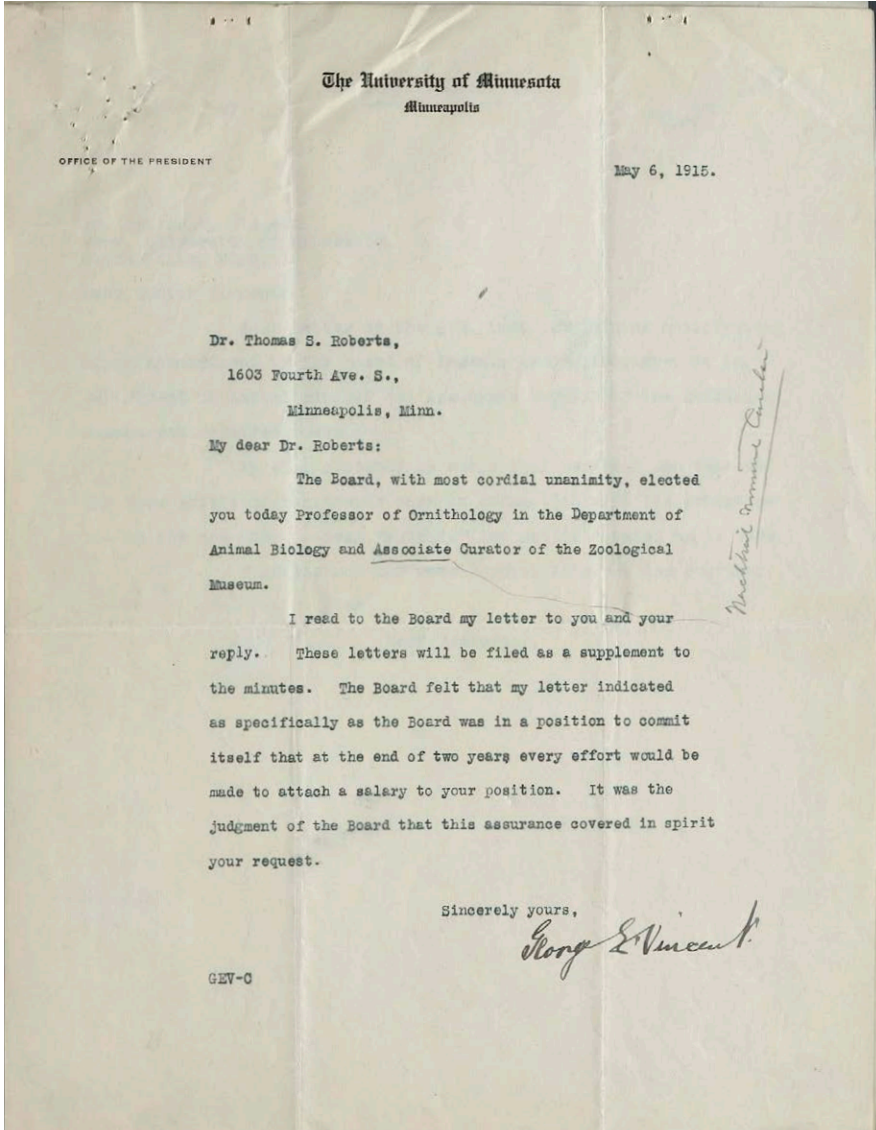 The University of Minnesota
Minneapolis
OFFICE OF THE PRESIDENT
May 6, 1915.
Dr. Thomas S. Roberts,
1603 Fourth Ave. S.,
Minneapolis, Minn.
My dear Dr. Roberts:
The Board, with most cordial unanimity, elected
you today Professor of Ornithology in the Department of
Animal Biology and Associate Curator of the Zoological
Museum.
I read to the Board my letter to you and your
reply. These letters will be filed as a supplement to
the minutes. The Board felt that my letter indicated
as specifically as the Board was in a position to commit
itself that at the end of two years every effort would be
made to attach a salary to your position. It was the
judgment of the Board that this assurance covered in spirit
your request.
Sincerely yours,
George E. Vincent.
GEV-C